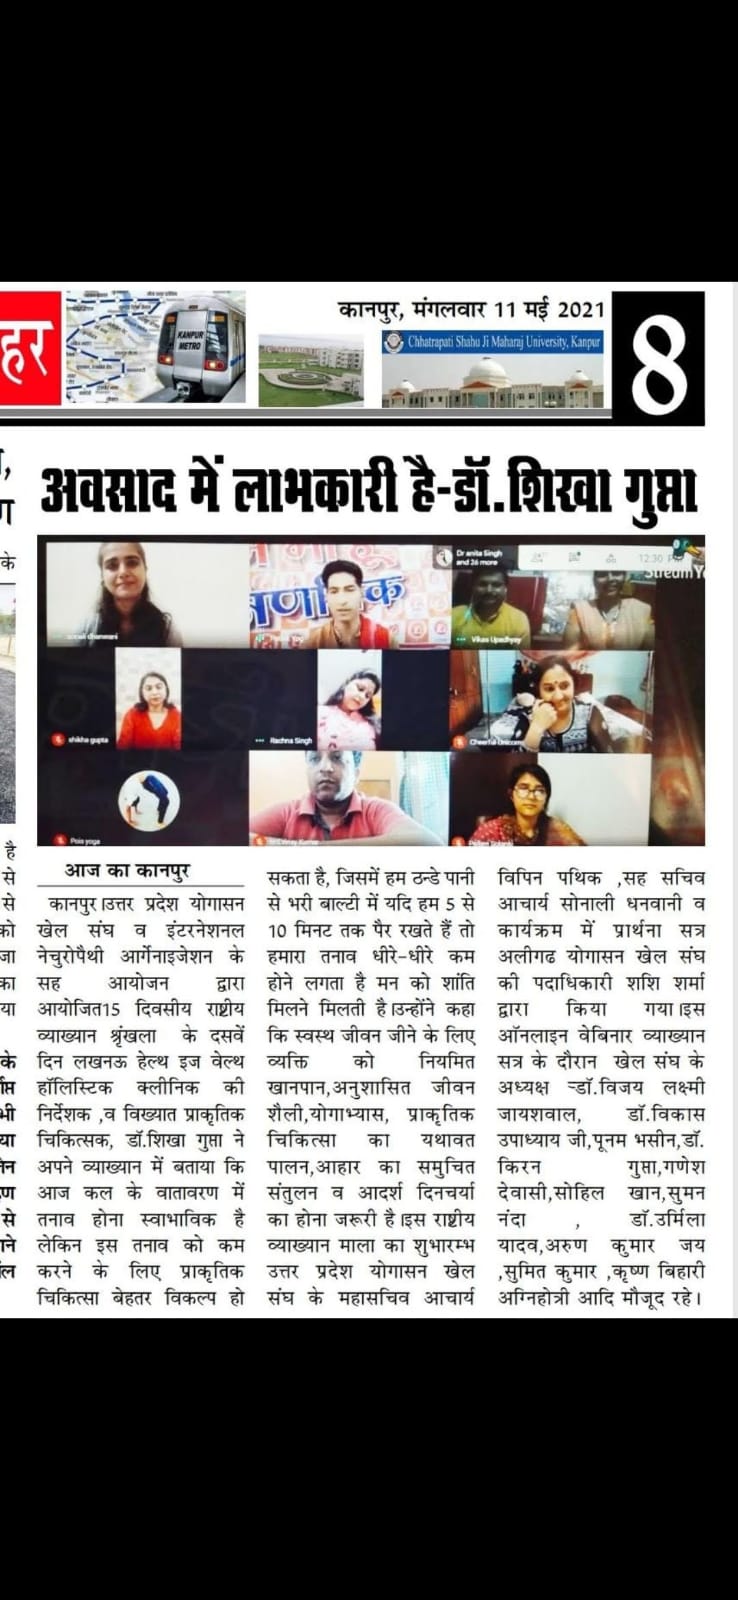 हर
KANPUR METRO
कानपुर, मंगलवार 11 मई 2021
Chhatrapati Shahu Ji Maharaj University, Kanpur
8
अवसाद में लाभकारी है-डॉ.शिखा गुप्ता
Dr anita Singh
and 26 more
12:30
StreamY
Vikas Upadhyay
shikha gupta
Rachna Singh
Poia yoga
आज का कानपुर
कानपुर।उत्तर प्रदेश योगासन
खेल संघ व इंटरनेशनल
नेचुरोपैथी आर्गेनाइजेशन के
सह आयोजन द्वारा
आयोजित15 दिवसीय राष्ट्रीय
व्याख्यान श्रृंखला के दसवें
दिन लखनऊ हेल्थ इज वेल्थ
हॉलिस्टिक क्लीनिक की
निर्देशक ,व विख्यात प्राकृतिक
चिकित्सक, डॉ.शिखा गुप्ता ने
अपने व्याख्यान में बताया कि
आज कल के वातावरण में
तनाव होना स्वाभाविक है
लेकिन इस तनाव को कम
करने के लिए प्राकृतिक
चिकित्सा बेहतर विकल्प हो
सकता है, जिसमें हम ठन्डे पानी
से भरी बाल्टी में यदि हम 5 से
10 मिनट तक पैर रखते हैं तो
हमारा तनाव धीरे-धीरे कम
होने लगता है मन को शांति
मिलने मिलती है।उन्होंने कहा
कि स्वस्थ जीवन जीने के लिए
व्यक्ति को नियमित
खानपान,अनुशासित जीवन
शैली,योगाभ्यास, प्राकृतिक
चिकित्सा का यथावत
पालन,आहार का समुचित
संतुलन व आदर्श दिनचर्या
का होना जरूरी है।इस राष्ट्रीय
व्याख्यान माला का शुभारम्भ
उत्तर प्रदेश योगासन खेल
संघ के महासचिव आचार्य
विपिन पथिक ,सह सचिव
आचार्य सोनाली धनवानी व
कार्यक्रम में प्रार्थना सत्र
अलीगढ योगासन खेल संघ
की पदाधिकारी शशि शर्मा
द्वारा किया गया।इस
ऑनलाइन वेबिनार व्याख्यान
सत्र के दौरान खेल संघ के
अध्यक्ष -डॉ.विजय लक्ष्मी
जायशवाल, डॉ.विकास
उपाध्याय जी,पूनम भसीन,डॉ.
किरन गुप्ता,गणेश
देवासी,सोहिल खान,सुमन
नंदा , डॉ.उर्मिला
यादव,अरुण कुमार जय
,सुमित कुमार ,कृष्ण बिहारी
अग्निहोत्री आदि मौजूद रहे।